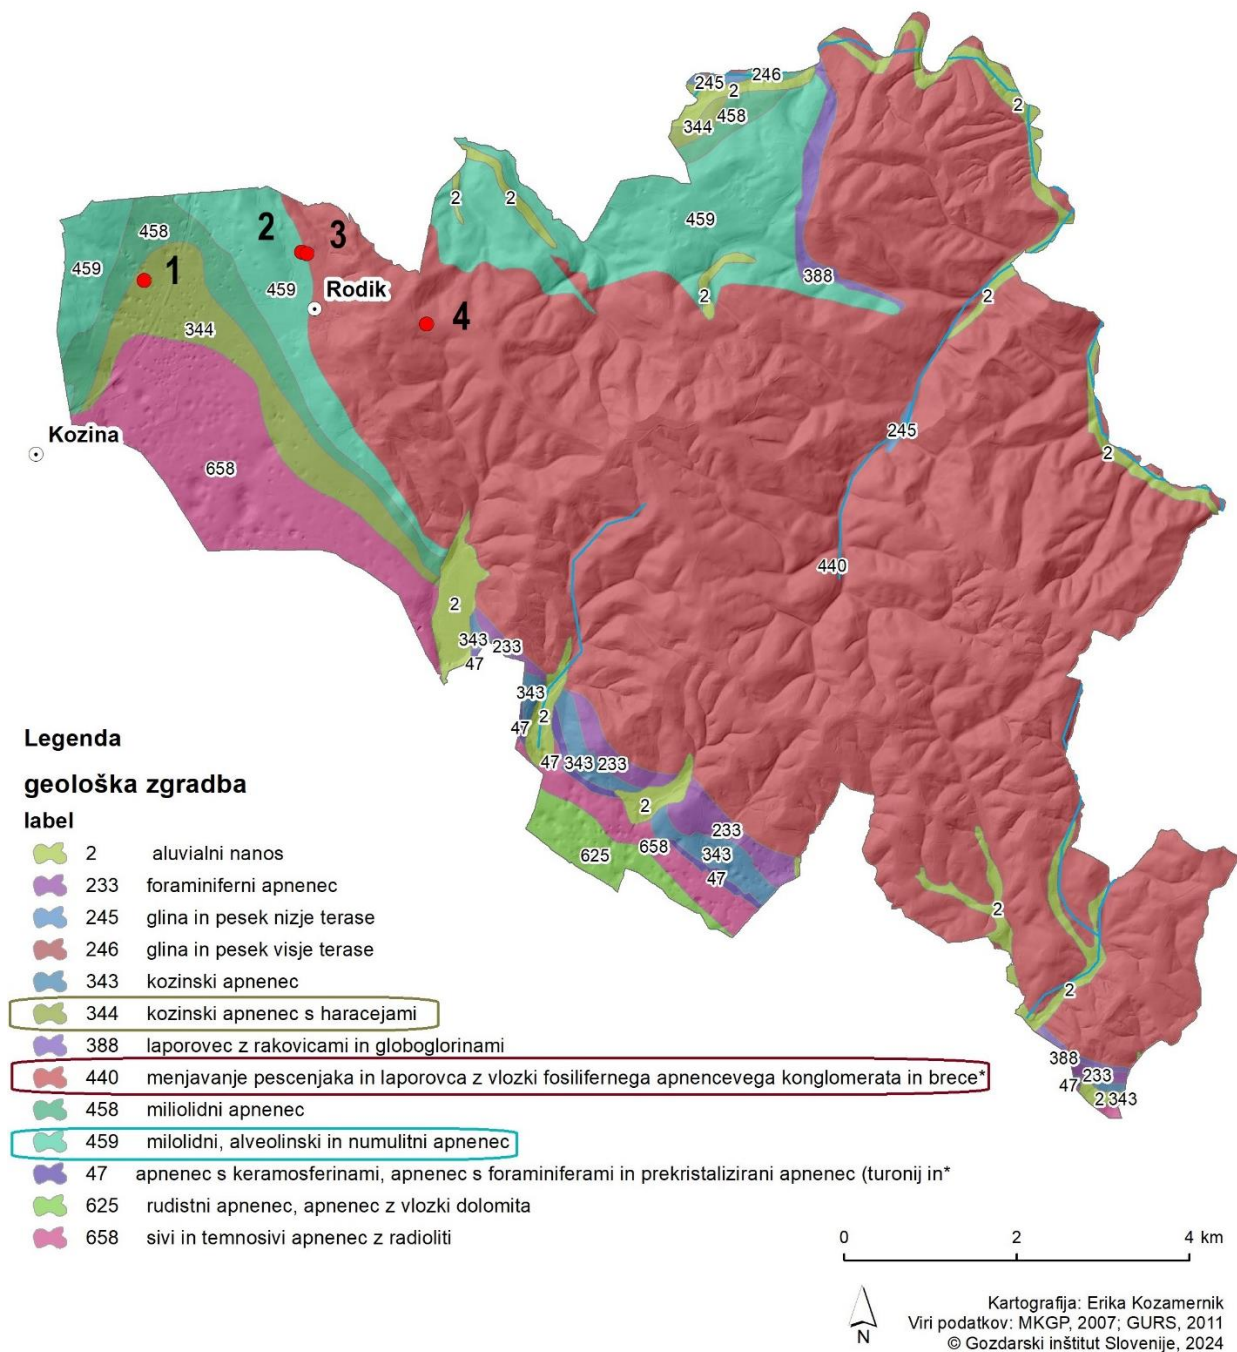 246
245
2
2
458
344
2
2
459
458
2
3
459
459
1
388
Rodik
2
2
4
344
Kozina
245
2
658
440
2
343
233
47
343
2
47
47
343
233
2
233
658
343
625
47
2
2
388
233
47
2
343
Legenda
geološka zgradba
label
2 aluvialni nanos
233 foraminiferni apnenec
245 glina in pesek nizje terase
246 glina in pesek visje terase
343 kozinski apnenec
344 kozinski apnenec s haracejami
388 laporovec z rakovicami in globoglorinami
440 menjavanje pescenjaka in laporovca z vlozki fosilifernega apnencevega konglomerata in brece*
458 miliolidni apnenec
459 milolidni, alveolinski in numulitni apnenec
47 apnenec s keramosferinami, apnenec s foraminiferami in prekristalizirani apnenec (turonij in*
625 rudistni apnenec, apnenec z vlozki dolomita
658 sivi in temnosivi apnenec z radioliti
0 2 4 km
N
Kartografija: Erika Kozamernik
Viri podatkov: MKGP, 2007; GURS, 2011
© Gozdarski inštitut Slovenije, 2024